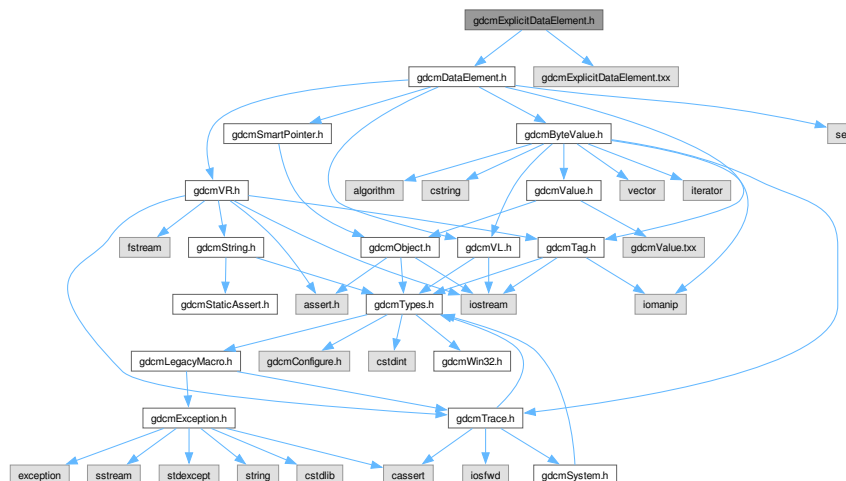 gdcmExplicitDataElement.h
gdcmDataElement.h
gdcmExplicitDataElement.txx
gdcmSmartPointer.h
gdcmByteValue.h
se
gdcmVR.h
algorithm
cstring
gdcmValue.h
vector
iterator
fstream
gdcmString.h
gdcmObject.h
gdcmVL.h
gdcmTag.h
gdcmValue.txx
gdcmStaticAssert.h
assert.h
gdcmTypes.h
iostream
iomanip
gdcmLegacyMacro.h
gdcmConfigure.h
cstdint
gdcmWin32.h
gdcmException.h
gdcmTrace.h
exception
sstream
stdexcept
string
cstdlib
cassert
iosfwd
gdcmSystem.h